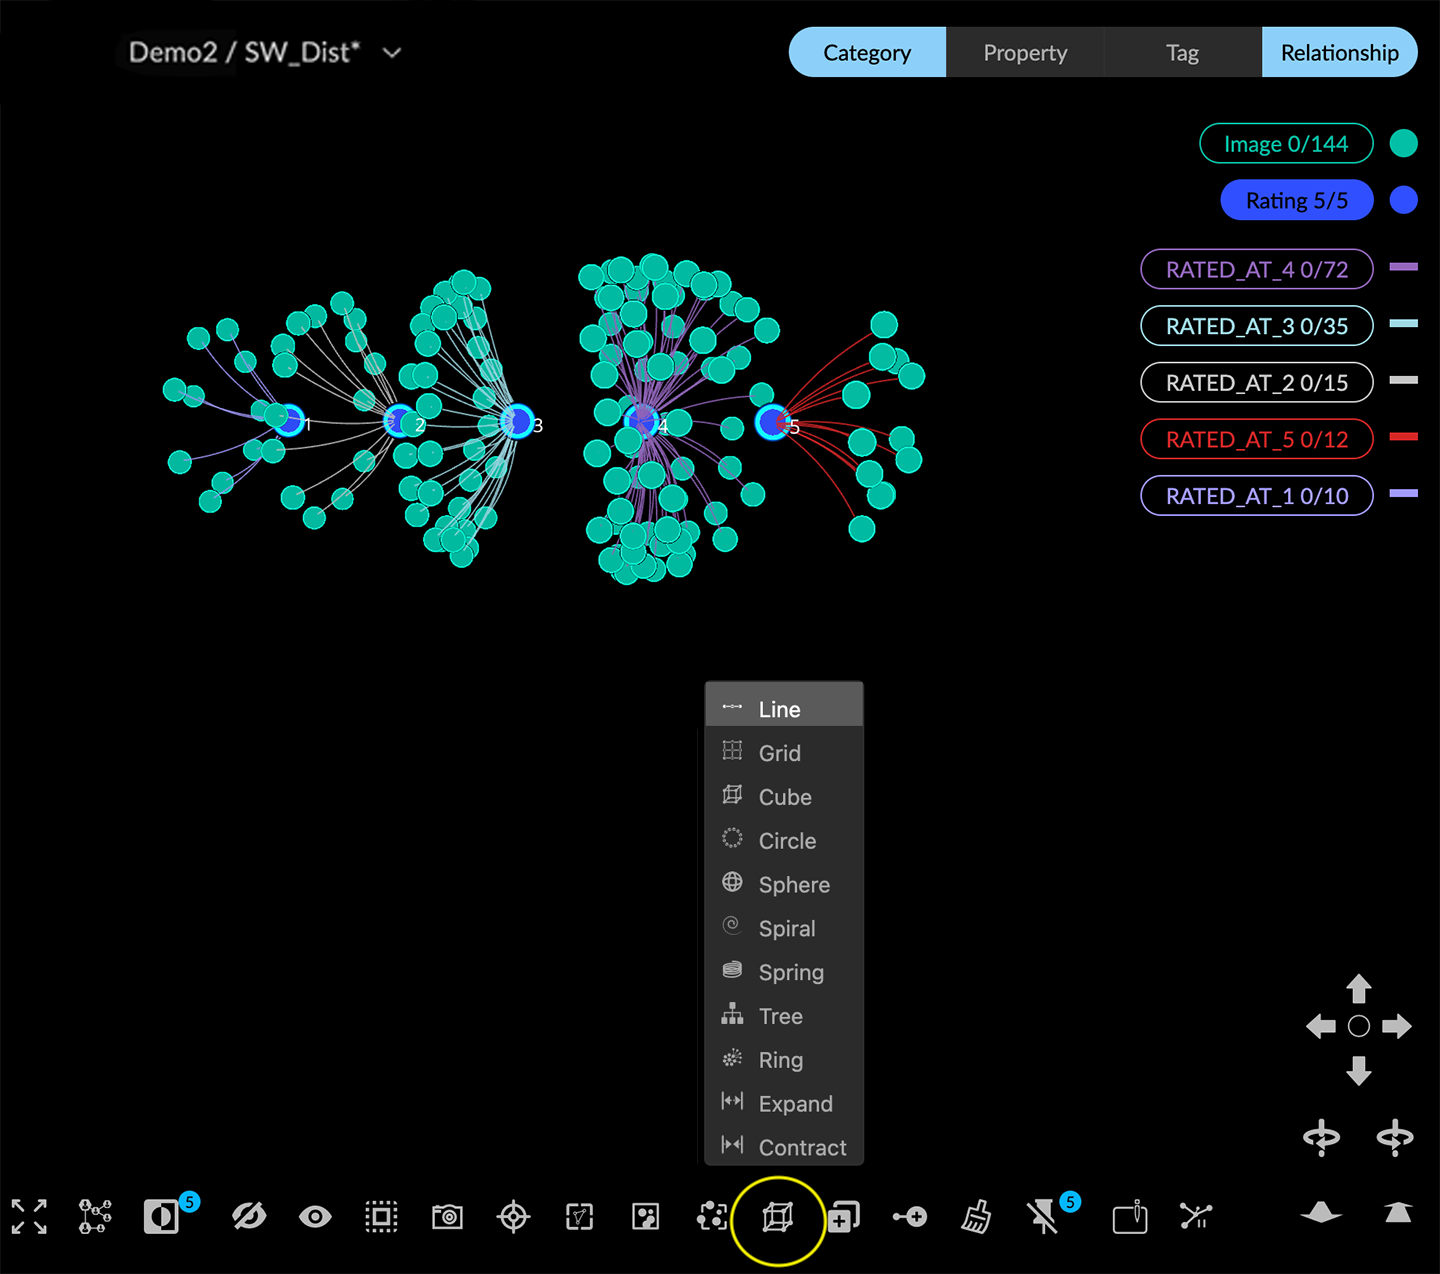 Demo2 / SW_Dist*
Category Property Tag Relationship
Image 0/144
Rating 5/5
RATED_AT_4 0/72
RATED_AT_3 0/35
RATED_AT_2 0/15
RATED_AT_5 0/12
RATED_AT_1 0/10
1 2 3 4 5
Line
Grid
Cube
Circle
Sphere
Spiral
Spring
Tree
Ring
Expand
Contract
5 5